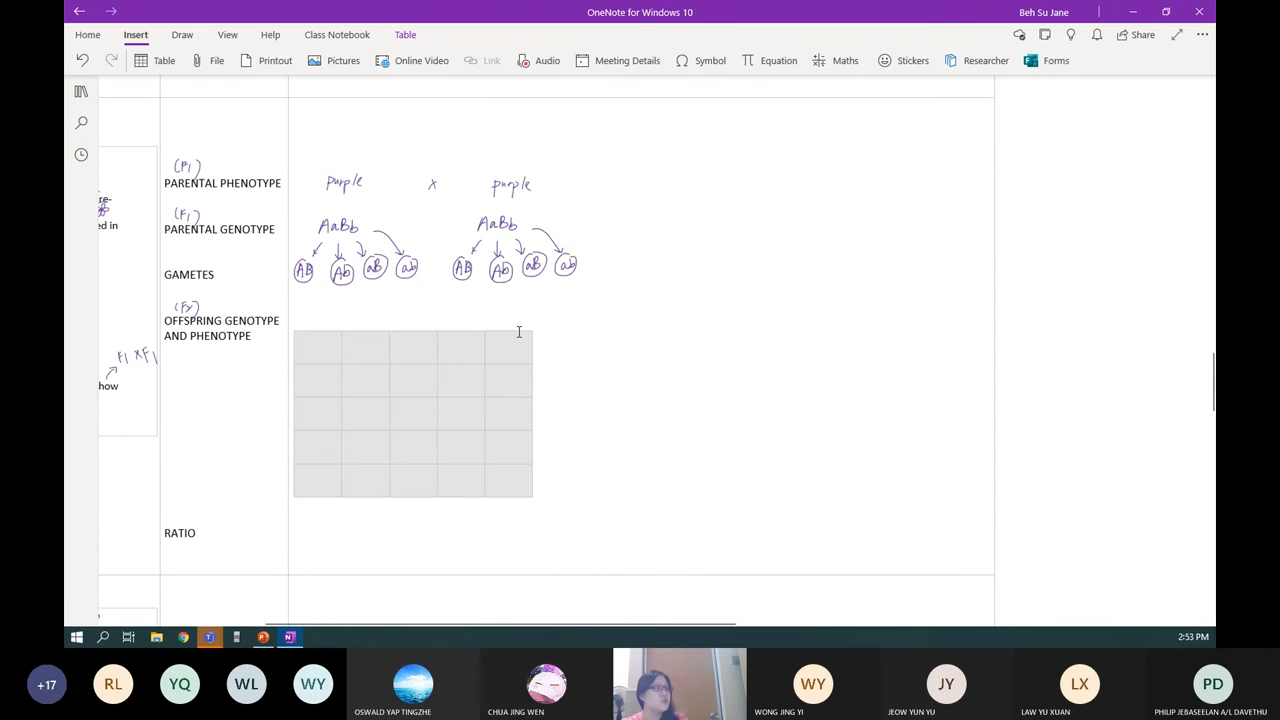 OneNote for Windows 10
Beh Su Jane
Home Insert Draw View Help Class Notebook Table
Share
Table File Printout Pictures Online Video Link Audio Meeting Details Symbol Equation Maths Stickers Researcher Forms
(F1)
PARENTAL PHENOTYPE purple x purple
re-
ed in
(F1)
PARENTAL GENOTYPE AaBb AaBb
GAMETES AB Ab aB ab AB Ab aB ab
(F2)
OFFSPRING GENOTYPE
AND PHENOTYPE
F1 x F1
how
RATIO
2:53 PM
+17 RL YQ WL WY WY JY LX PD
OSWALD YAP TINGZHE CHUA JING WEN WONG JING YI JEOW YUN YU LAW YU XUAN PHILIP JEBASEELAN A/L DAVETHU